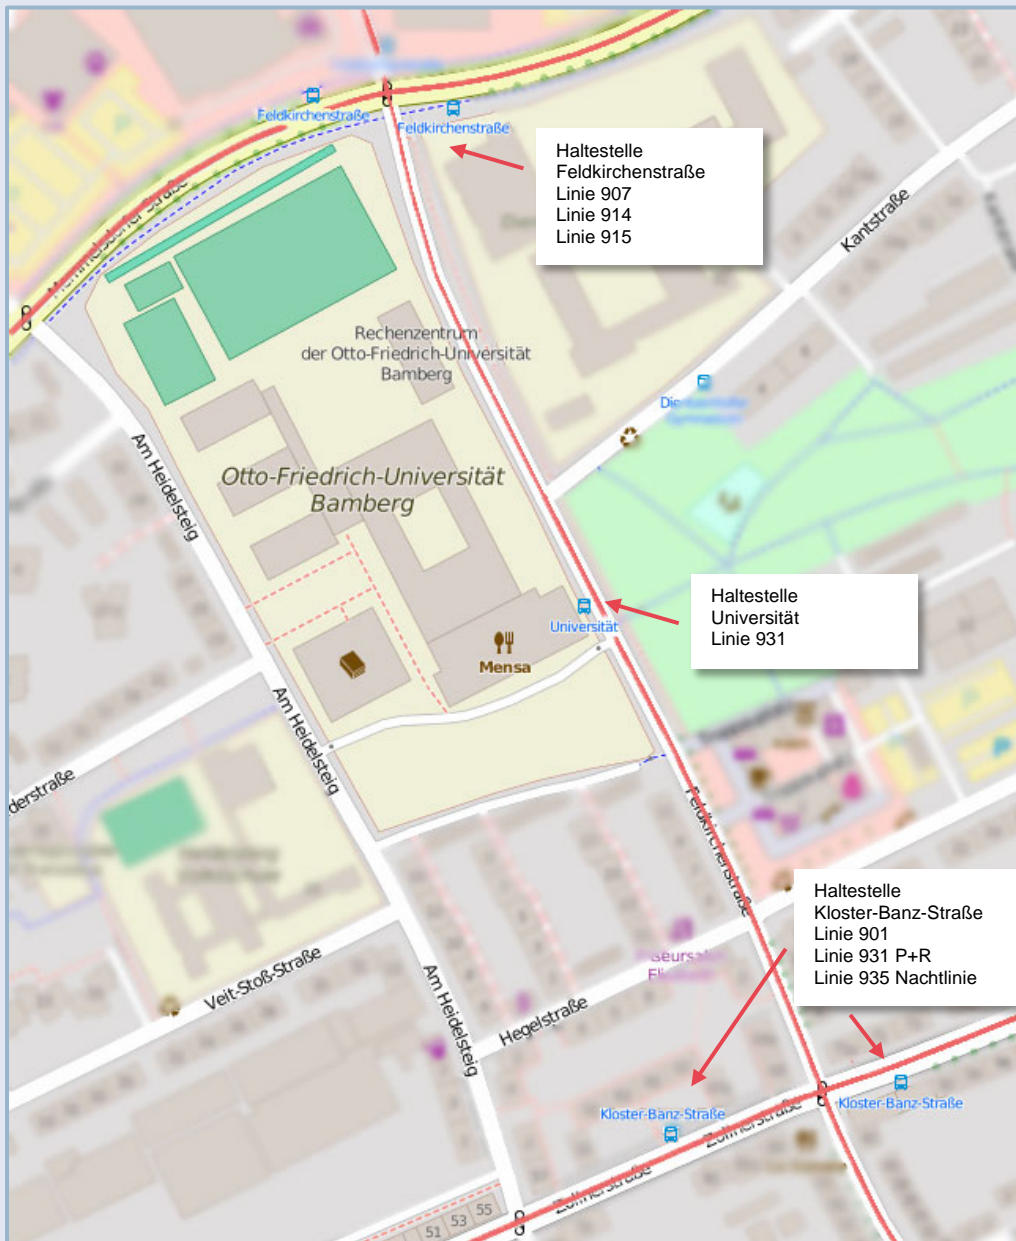 Feldkirchenstraße
Feldkirchenstraße
Haltestelle
Feldkirchenstraße
Linie 907
Linie 914
Linie 915
Kantstraße
Rechenzentrum
der Otto-Friedrich-Universität
Bamberg
Am Heidelsteig
Otto-Friedrich-Universität
Bamberg
Haltestelle
Universität
Linie 931
Universität
Mensa
Am Heidelsteig
derstraße
Feldkirchenstraße
Haltestelle
Kloster-Banz-Straße
Linie 901
Linie 931 P+R
Linie 935 Nachtlinie
Veit-Stoß-Straße
Am Heidelsteig
Hegelstraße
Kloster-Banz-Straße
Kloster-Banz-Straße
Zollnerstraße
Zollnerstraße
51
53
55